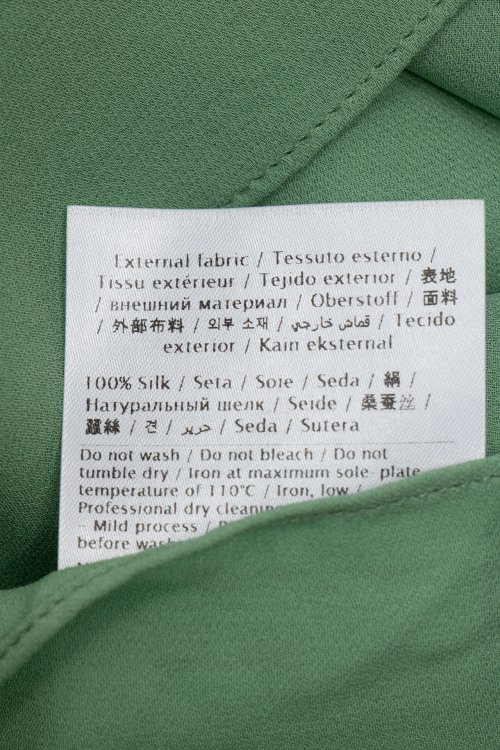 External fabric / Tessuto esterno /
Tissu extérieur / Tejido exterior / 表地
/ внешний материал / Oberstoff / 面料
/ 外部布料 / 외부 소재 / قماش خارجي / Tecido
exterior / Kain eksternal
100% Silk / Seta / Soie / Seda / 絹 /
Натуральный шелк / Seide / 桑蚕丝 /
蠶絲 / 견 / حرير / Seda / Sutera
Do not wash / Do not bleach / Do not
tumble dry / Iron at maximum sole-plate
temperature of 110°C / Iron, low /
Professional dry cleaning
- Mild process /
before wash